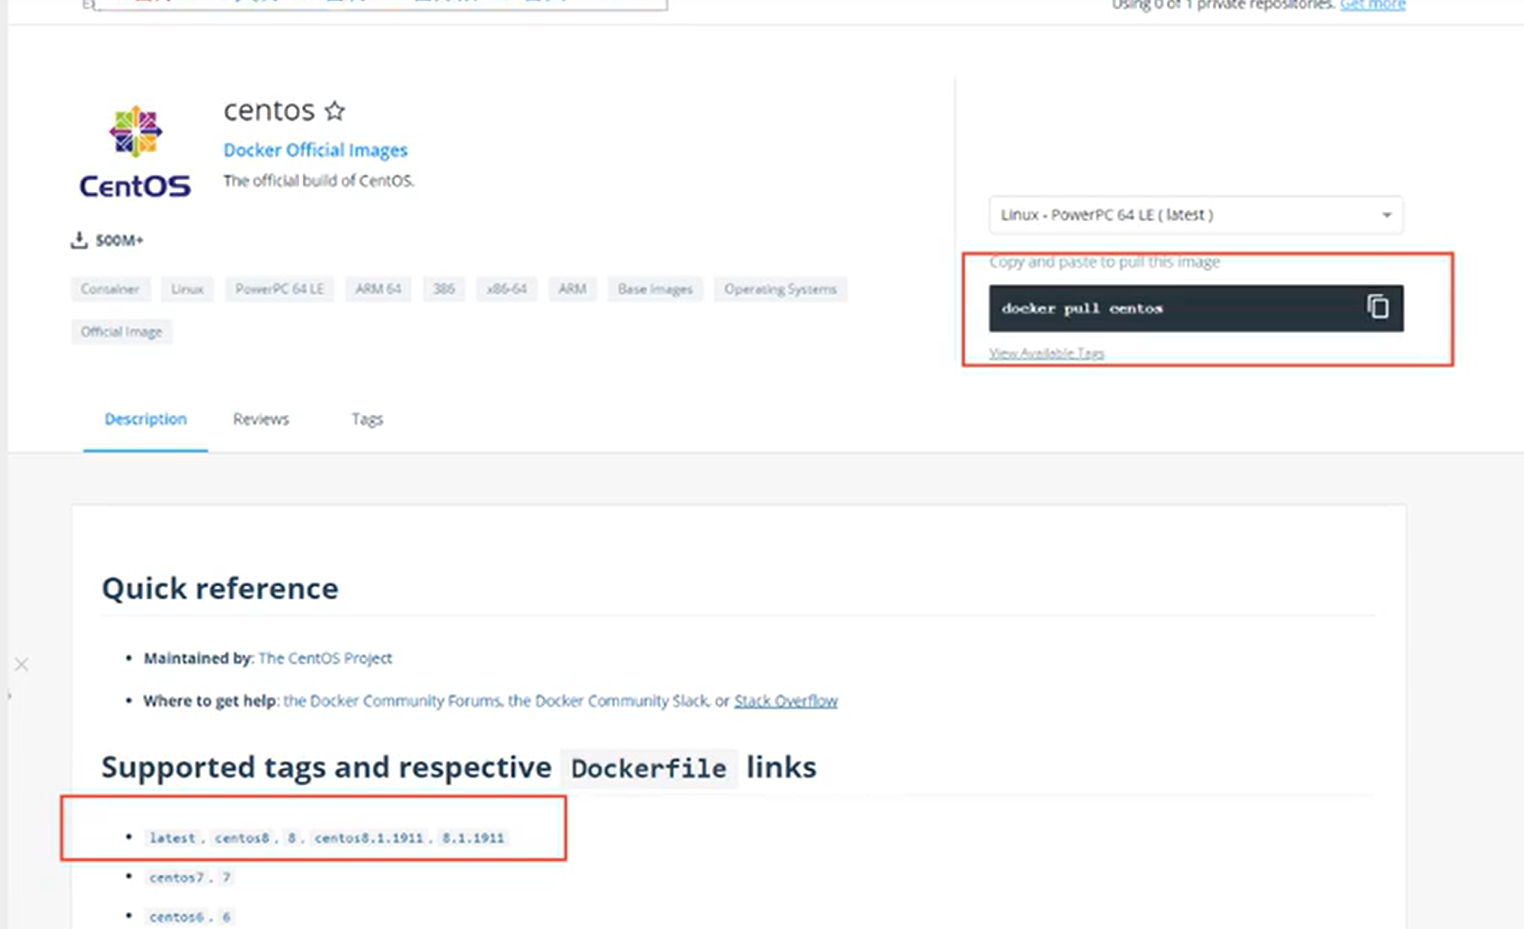 Using 0 of 1 private repositories. Get more
centos
Docker Official Images
CentOS
The official build of CentOS.
500M+
Linux - PowerPC 64 LE ( latest )
Copy and paste to pull this image
Container Linux PowerPC 64 LE ARM 64 386 x86-64 ARM Base Images Operating Systems
docker pull centos
Official Image
View Available Tags
Description Reviews Tags
Quick reference
• Maintained by: The CentOS Project
• Where to get help: the Docker Community Forums, the Docker Community Slack, or Stack Overflow
Supported tags and respective Dockerfile links
• latest, centos8, 8, centos8.1.1911, 8.1.1911
• centos7, 7
• centos6, 6